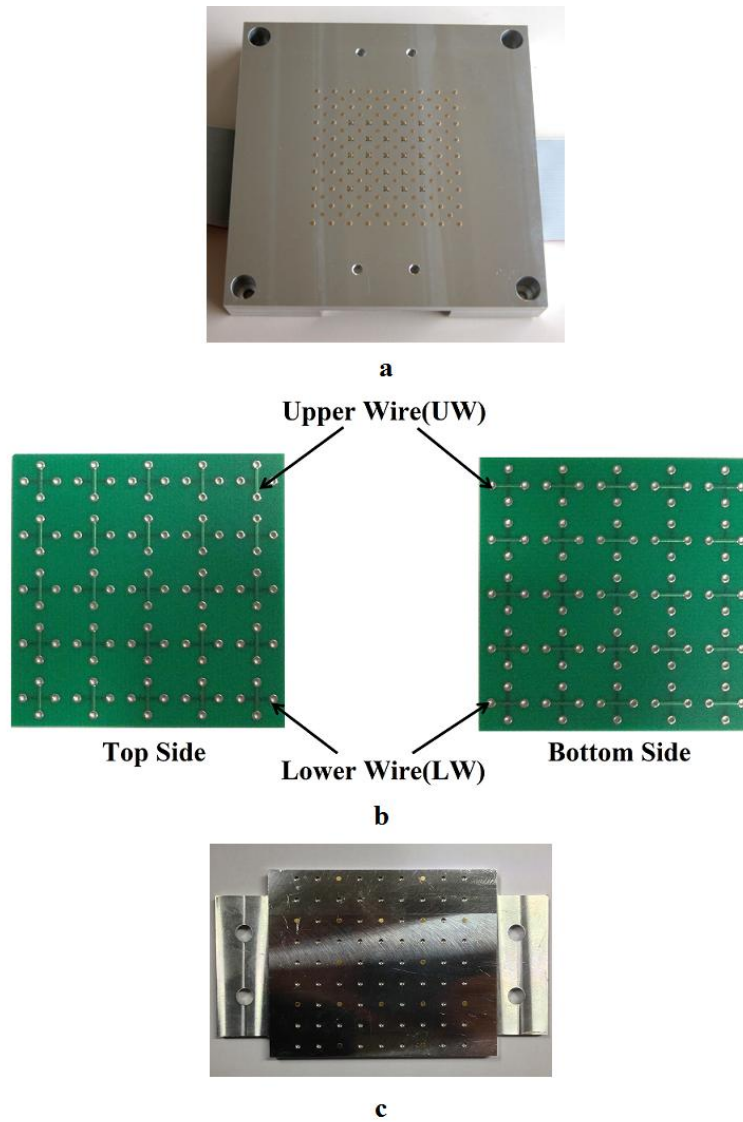 a
Upper Wire(UW)
Top Side
Bottom Side
Lower Wire(LW)
b
c